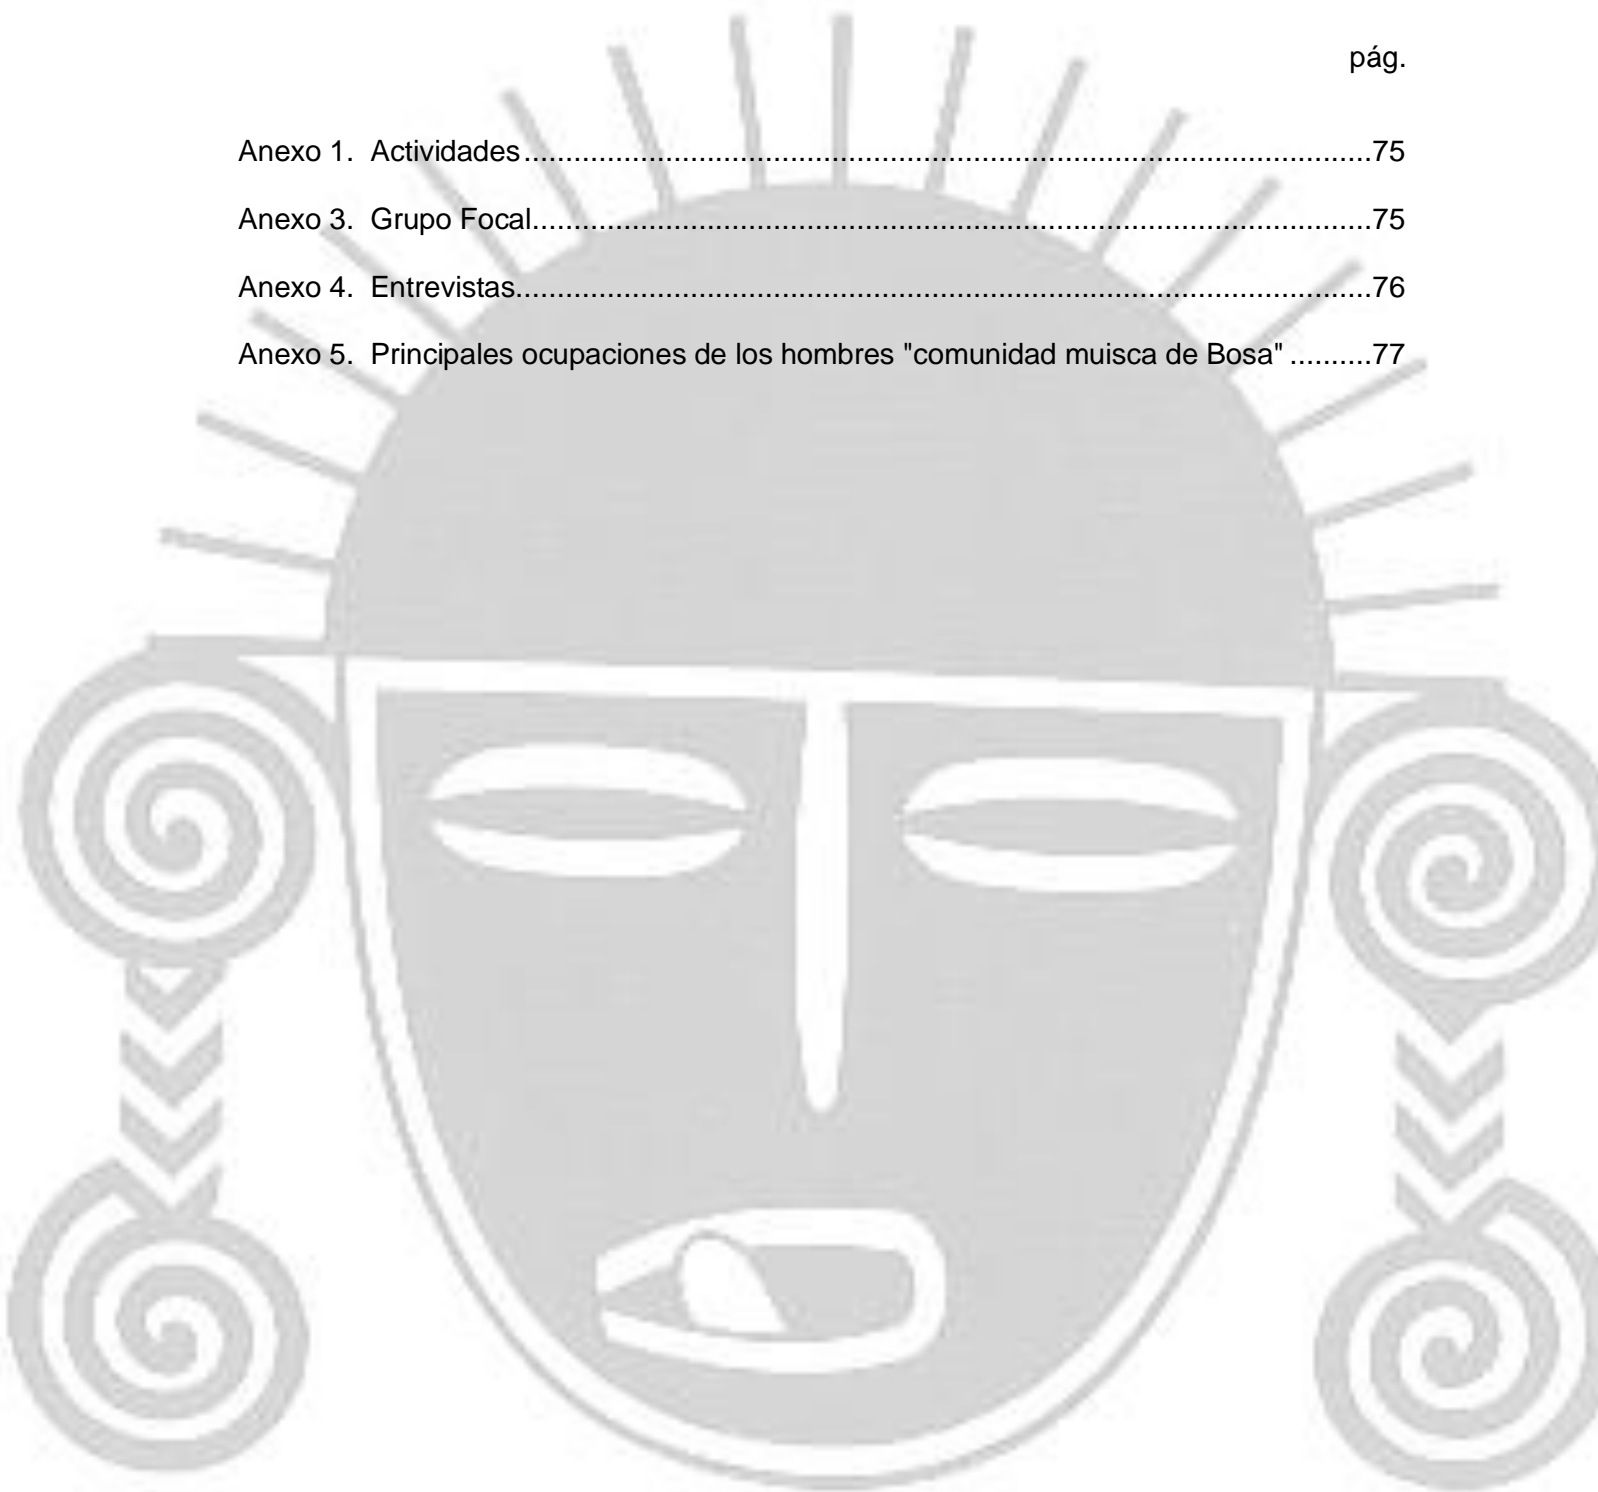 pág.
Anexo 1. Actividades..........................................................................................................75
Anexo 3. Grupo Focal.........................................................................................................75
Anexo 4. Entrevistas...........................................................................................................76
Anexo 5. Principales ocupaciones de los hombres "comunidad muisca de Bosa" ..........77